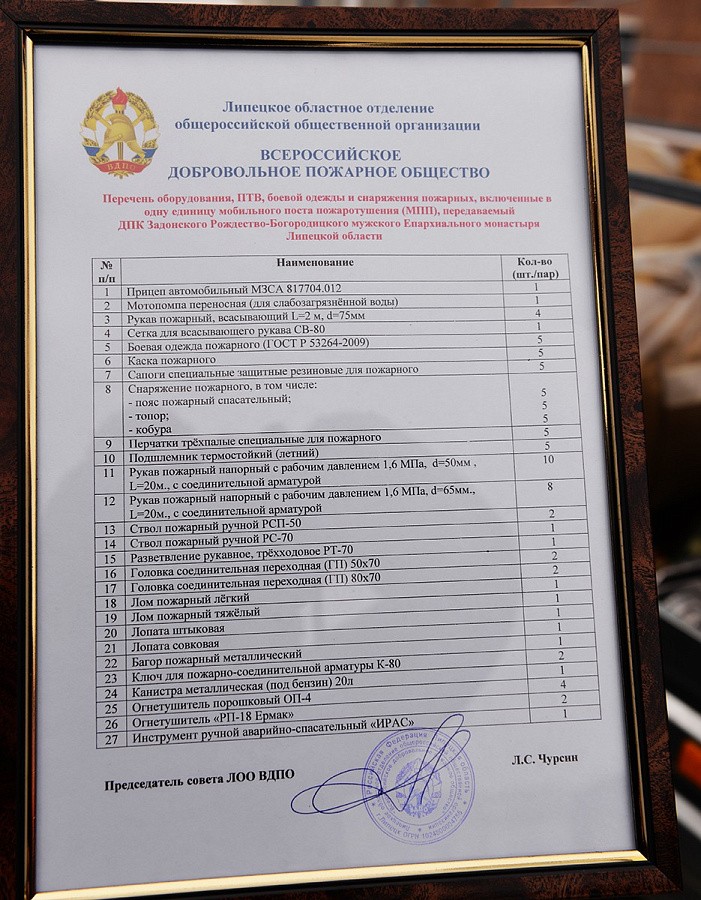 ВДПО
Липецкое областное отделение
общероссийской общественной организации
ВСЕРОССИЙСКОЕ
ДОБРОВОЛЬНОЕ ПОЖАРНОЕ ОБЩЕСТВО
Перечень оборудования, ПТВ, боевой одежды и снаряжения пожарных, включенные в
одну единицу мобильного поста пожаротушения (МПП), передаваемый
ДПК Задонского Рождество-Богородицкого мужского Епархиального монастыря
Липецкой области
№ п/п Наименование Кол-во (шт./пар)
1 Прицеп автомобильный МЗСА 817704.012 1
2 Мотопомпа переносная (для слабозагрязнённой воды) 1
3 Рукав пожарный, всасывающий L=2 м, d=75мм 4
4 Сетка для всасывающего рукава СВ-80 1
5 Боевая одежда пожарного (ГОСТ Р 53264-2009) 5
6 Каска пожарного 5
7 Сапоги специальные защитные резиновые для пожарного 5
8 Снаряжение пожарного, в том числе:
- пояс пожарный спасательный; 5
- топор; 5
- кобура 5
9 Перчатки трёхпалые специальные для пожарного 5
10 Подшлемник термостойкий (летний) 5
11 Рукав пожарный напорный с рабочим давлением 1,6 МПа, d=50мм , 10
L=20м., с соединительной арматурой
12 Рукав пожарный напорный с рабочим давлением 1,6 МПа, d=65мм., 8
L=20м., с соединительной арматурой
13 Ствол пожарный ручной РСП-50 2
14 Ствол пожарный ручной РС-70 1
15 Разветвление рукавное, трёхходовое РТ-70 1
16 Головка соединительная переходная (ГП) 50х70 2
17 Головка соединительная переходная (ГП) 80х70 2
18 Лом пожарный лёгкий 1
19 Лом пожарный тяжёлый 1
20 Лопата штыковая 1
21 Лопата совковая 1
22 Багор пожарный металлический 1
23 Ключ для пожарно-соединительной арматуры К-80 2
24 Канистра металлическая (под бензин) 20л 1
25 Огнетушитель порошковый ОП-4 4
26 Огнетушитель «РП-18 Ермак» 2
27 Инструмент ручной аварийно-спасательный «ИРАС» 1
Председатель совета ЛОО ВДПО
Л.С. Чурсин
Российская Федерация Липецкая область